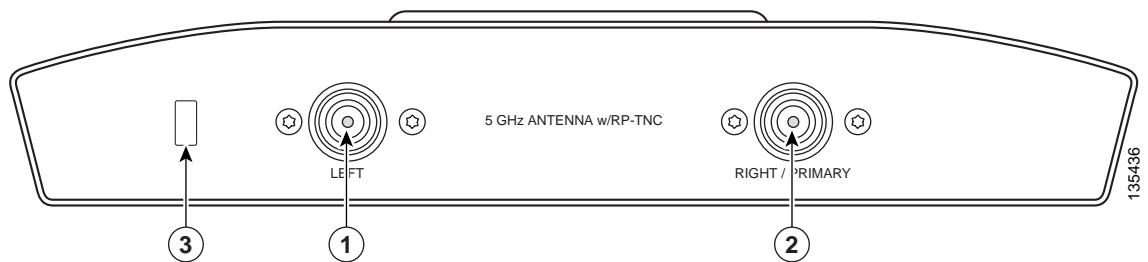 5 GHz ANTENNA w/RP-TNC
LEFT
RIGHT / PRIMARY
135436
3
1
2